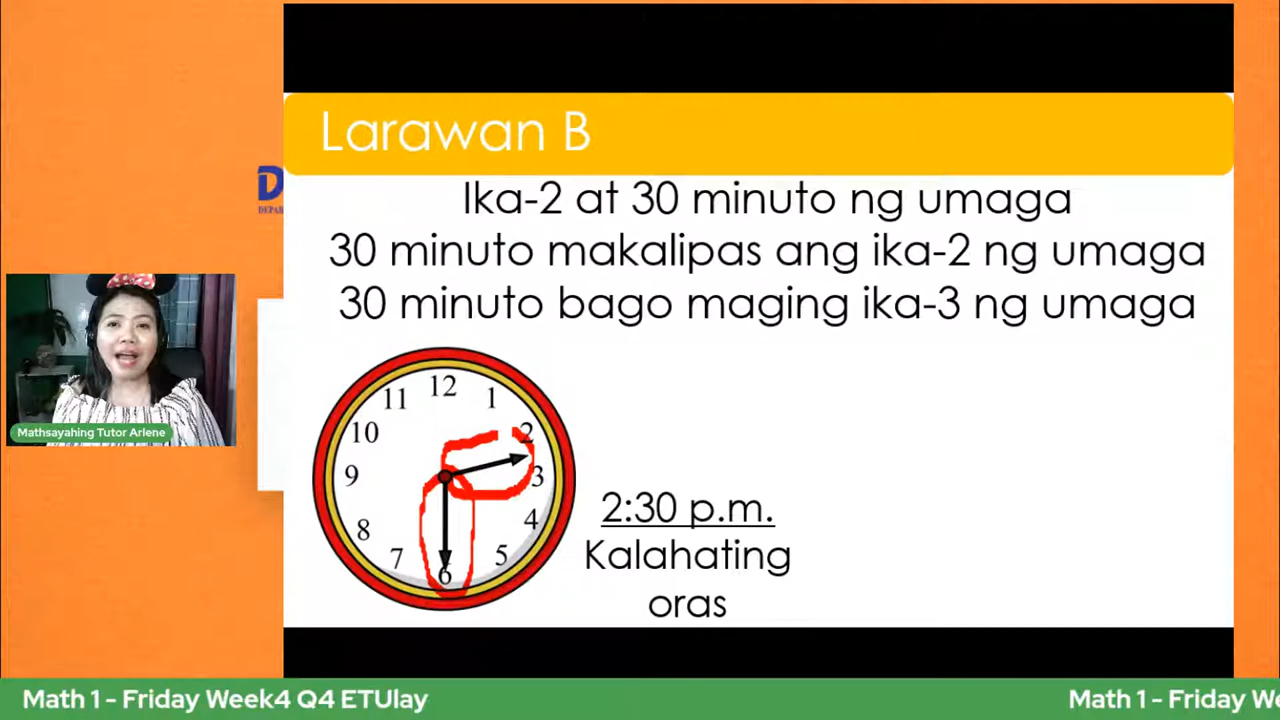 Larawan B
Ika-2 at 30 minuto ng umaga
30 minuto makalipas ang ika-2 ng umaga
30 minuto bago maging ika-3 ng umaga
12
11
1
10
2
9
3
8
4
7
5
6
2:30 p.m.
Kalahating
oras
D
DEPAR
Mathsayahing Tutor Arlene
Math 1 - Friday Week4 Q4 ETUlay
Math 1 - Friday We